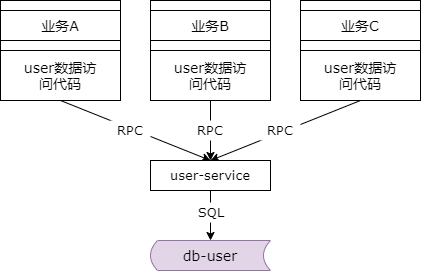 业务A
业务B
业务C
user数据访
问代码
user数据访
问代码
user数据访
问代码
RPC
RPC
RPC
user-service
SQL
db-user